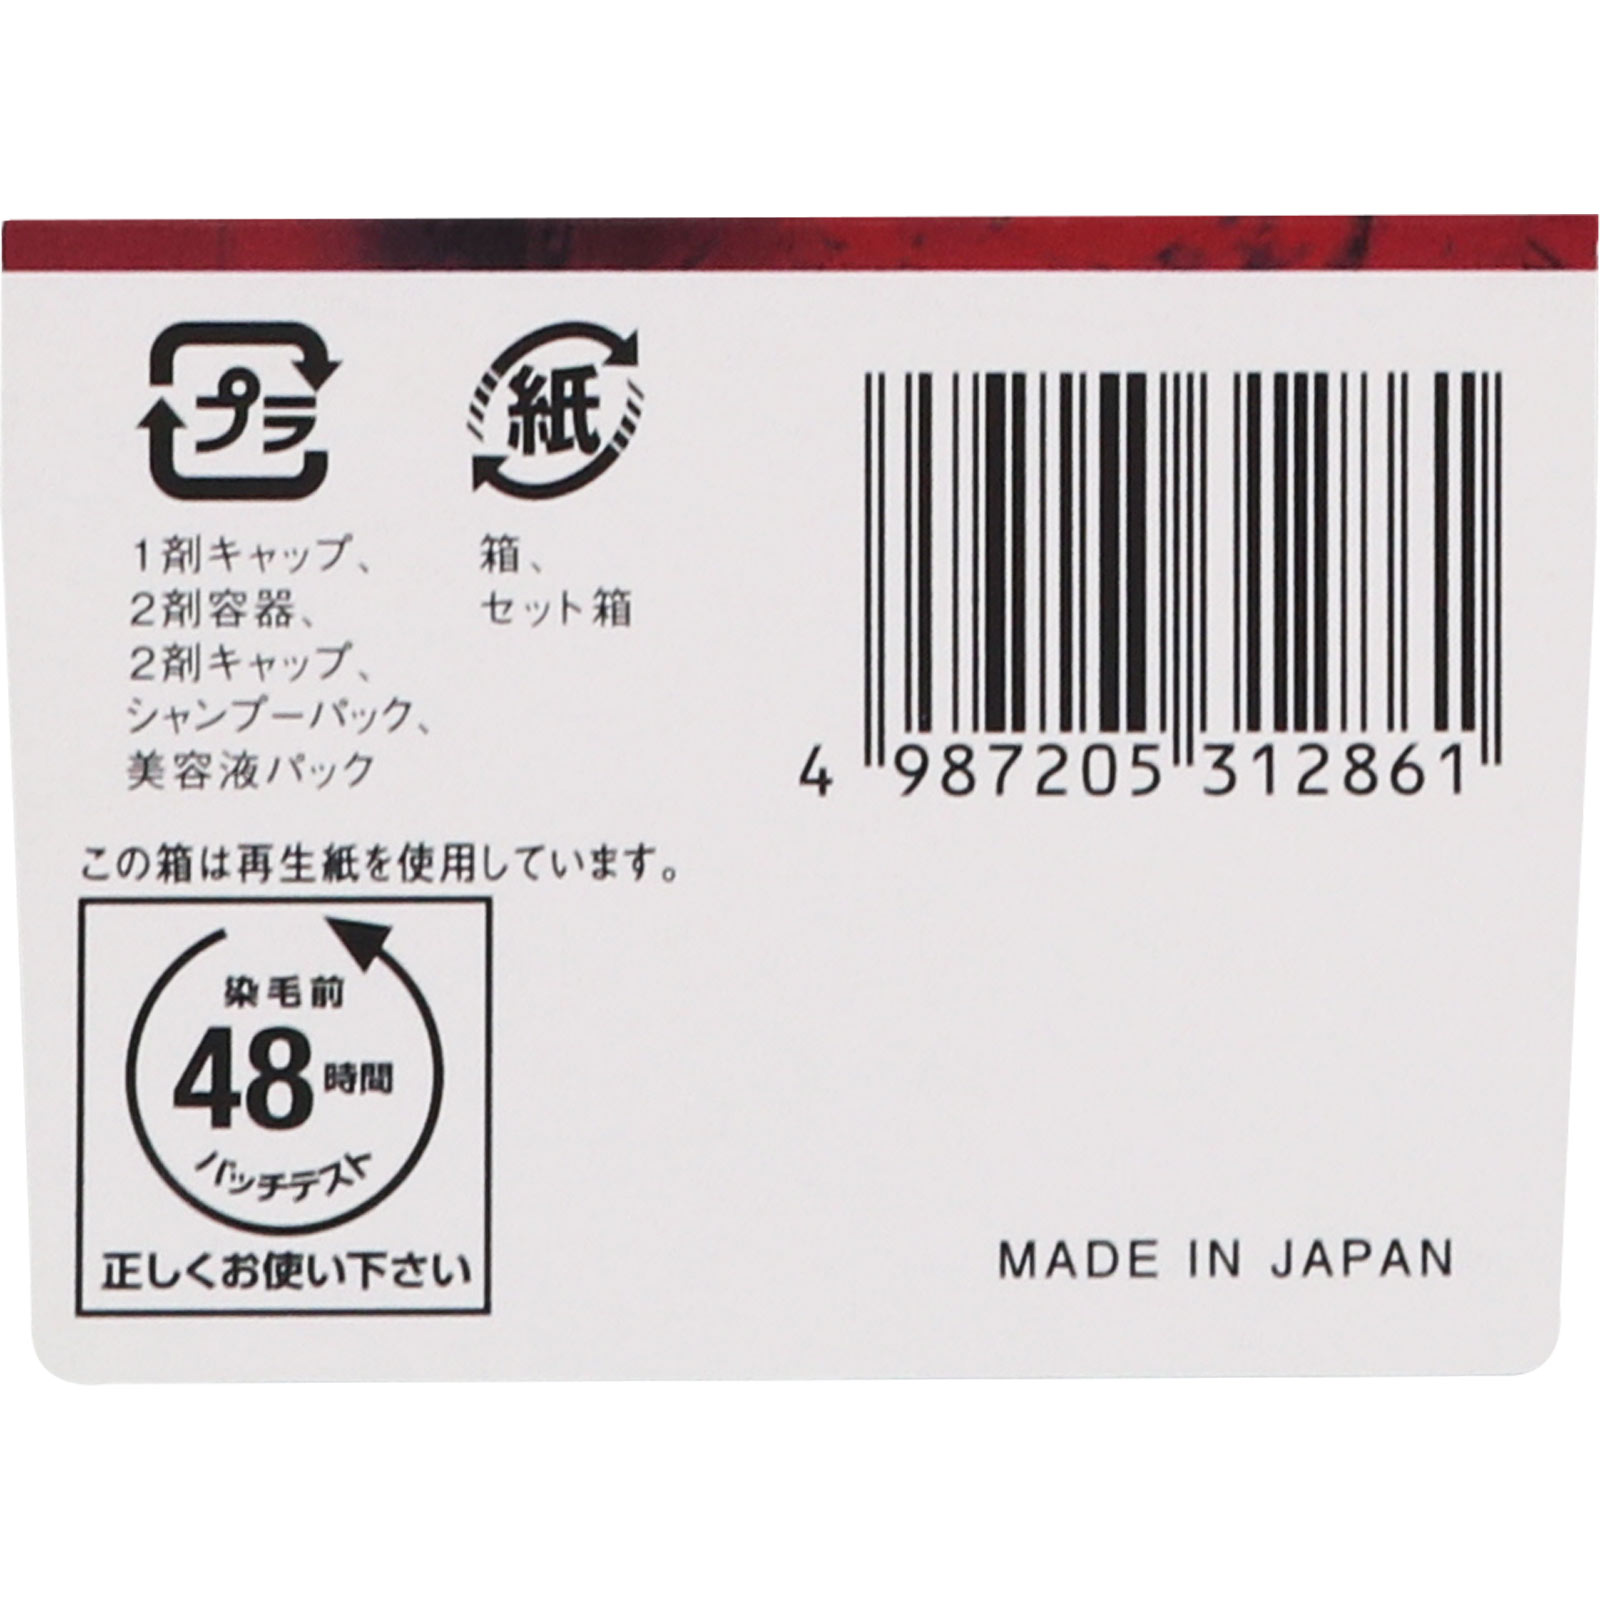 プラ
紙
1剤キャップ、
2剤容器、
2剤キャップ、
シャンプーパック、
美容液パック
箱、
セット箱
4 987205 312861
この箱は再生紙を使用しています。
染毛前
48時間
パッチテスト
正しくお使い下さい
MADE IN JAPAN